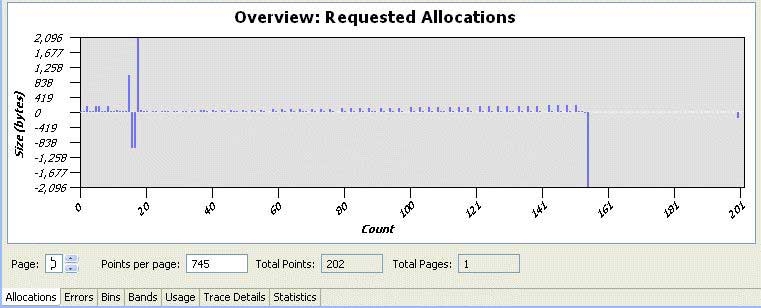 Overview: Requested Allocations
2,096
1,677
1,258
838
419
0
-419
-838
-1,258
-1,677
-2,096
Size (bytes)
0 20 40 60 80 100 121 141 161 181 201
Count
Page: Points per page: 745 Total Points: 202 Total Pages: 1
Allocations Errors Bins Bands Usage Trace Details Statistics